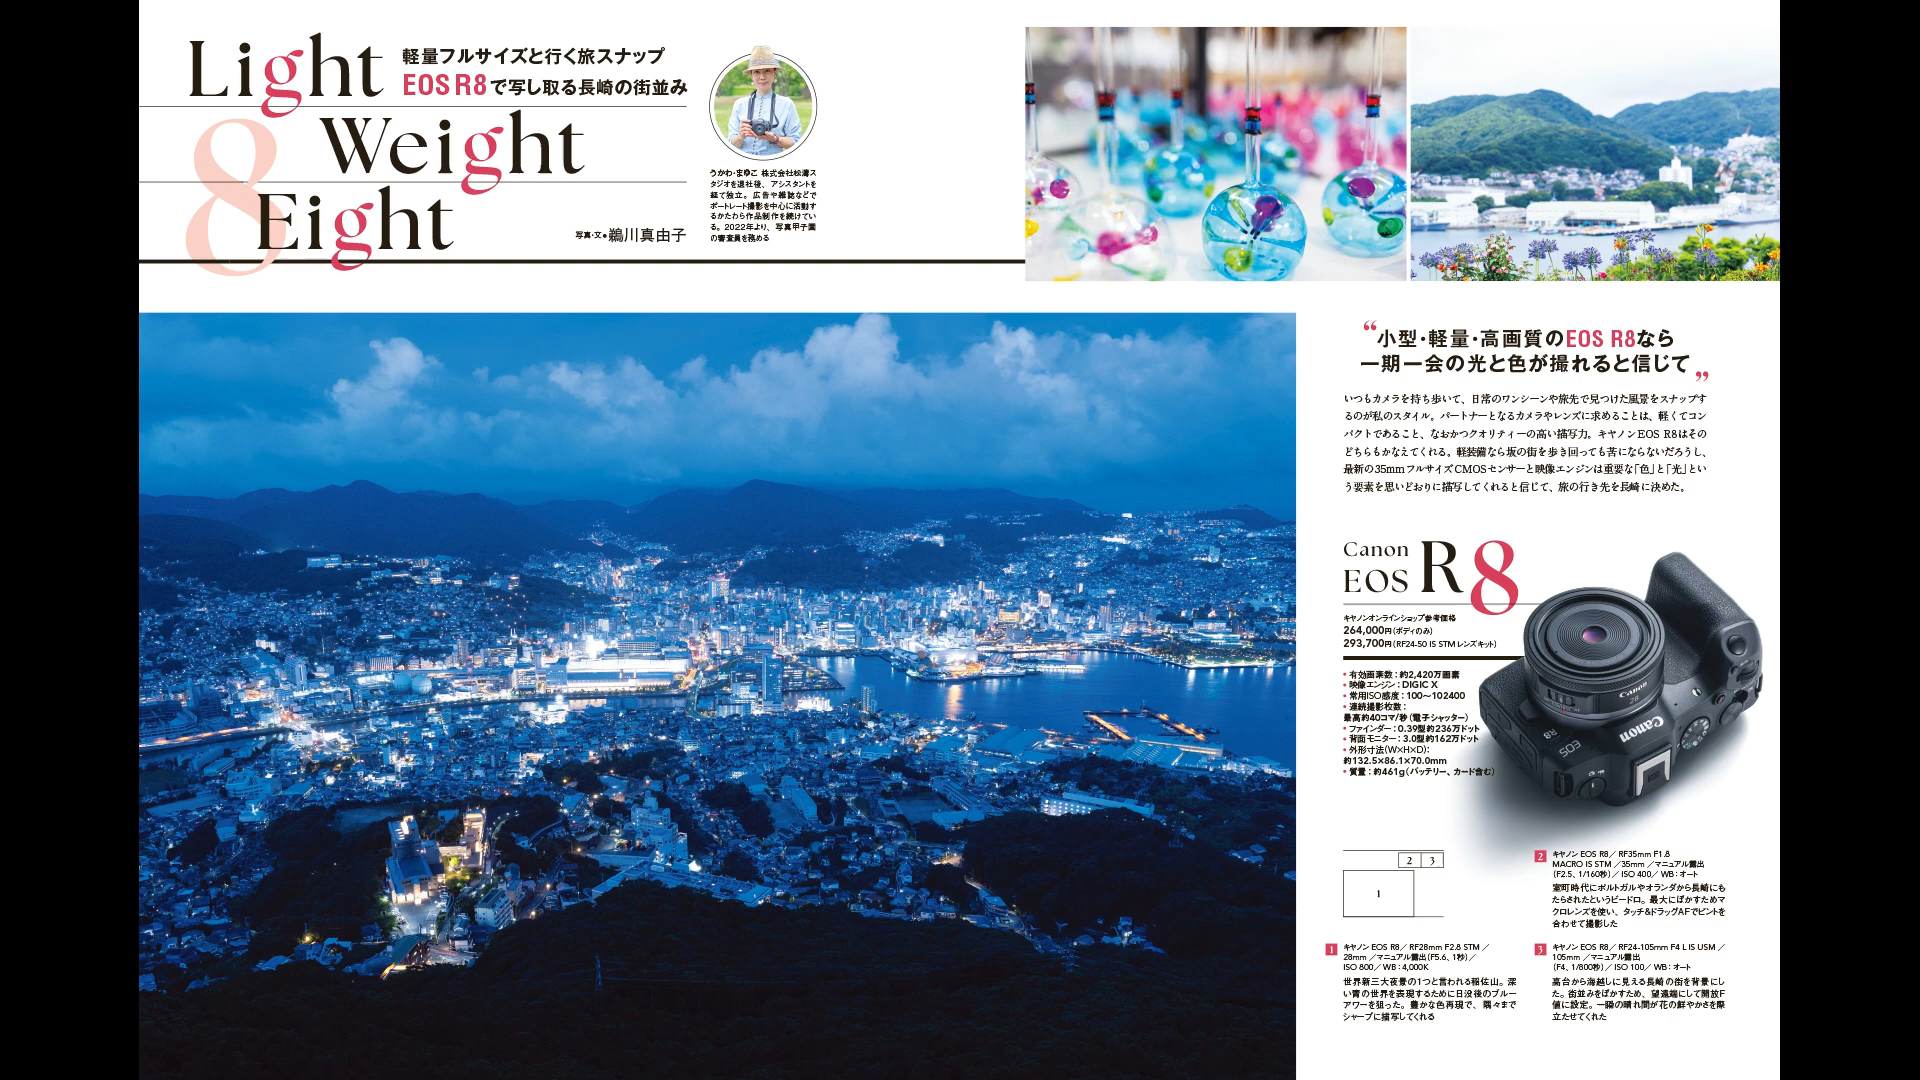 Light
軽量フルサイズと行く旅スナップ
EOS R8で写し取る長崎の街並み
Weight
8
Eight
写真・文●鵜川真由子
うかわ・まゆこ 株式会社松濤ス
タジオを退社後、アシスタントを
経て独立。広告や雑誌などで
ポートレート撮影を中心に活動す
るかたわら作品制作を続けてい
る。2022年より、写真甲子園
の審査員を務める
“小型・軽量・高画質のEOS R8なら
一期一会の光と色が撮れると信じて”
いつもカメラを持ち歩いて、日常のワンシーンや旅先で見つけた風景をスナップす
るのが私のスタイル。パートナーとなるカメラやレンズに求めることは、軽くてコン
パクトであること、なおかつクオリティーの高い描写力。キヤノンEOS R8はその
どちらもかなえてくれる。軽装備なら坂の街を歩き回っても苦にならないだろうし、
最新の35mmフルサイズCMOSセンサーと映像エンジンは重要な「色」と「光」とい
う要素を思いどおりに描写してくれると信じて、旅の行き先を長崎に決めた。
Canon
EOS R8
キヤノンオンラインショップ参考価格
264,000円(ボディのみ)
293,700円(RF24-50 IS STMレンズキット)
・有効画素数：約2,420万画素
・映像エンジン：DIGIC X
・常用ISO感度：100〜102400
・連続撮影枚数：
最高約40コマ/秒（電子シャッター）
・ファインダー：0.39型約236万ドット
・背面モニター：3.0型約162万ドット
・外形寸法(W×H×D)：
約132.5×86.1×70.0mm
・質量：約461g(バッテリー、カード含む)
Canon
Canon
EOS
R8
2 3
1
1 キヤノン EOS R8／ RF28mm F2.8 STM ／
28mm ／マニュアル露出(F5.6、1秒)／
ISO 800／ WB：4,000K
世界新三大夜景の1つと言われる稲佐山。深
い青の世界を表現するために日没後のブルー
アワーを狙った。豊かな色再現で、隅々まで
シャープに描写してくれる
2 キヤノン EOS R8／ RF35mm F1.8
MACRO IS STM ／35mm ／マニュアル露出
(F2.5、1/160秒)／ ISO 400／ WB：オート
室町時代にポルトガルやオランダから長崎にも
たらされたというビードロ。最大にぼかすためマ
クロレンズを使い、タッチ&ドラッグAFでピントを
合わせて撮影した
3 キヤノン EOS R8／ RF24-105mm F4 L IS USM ／
105mm ／マニュアル露出
(F4、1/800秒)／ ISO 100／ WB：オート
高台から海越しに見える長崎の街を背景にし
た。街並みをぼかすため、望遠端にして開放F
値に設定。一瞬の晴れ間が花の鮮やかさを際
立たせてくれた